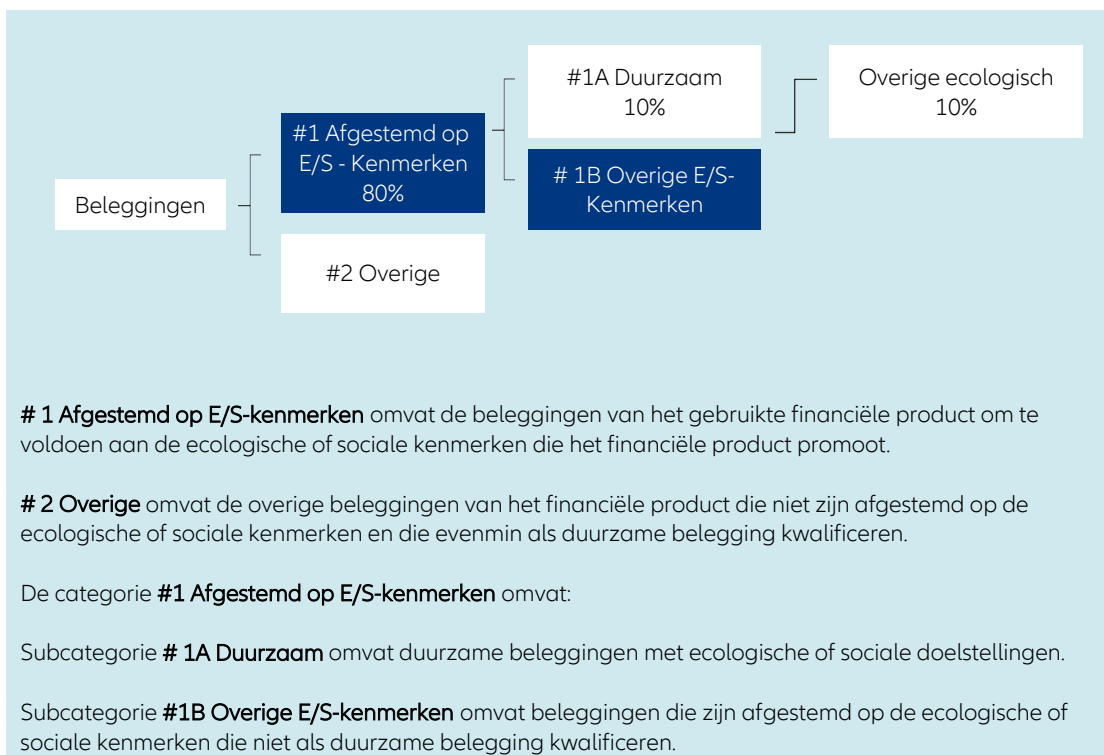 #1A Duurzaam
10%
Overige ecologisch
10%
#1 Afgestemd op
E/S - Kenmerken
80%
# 1B Overige E/S-
Kenmerken
Beleggingen
#2 Overige
# 1 Afgestemd op E/S-kenmerken omvat de beleggingen van het gebruikte financiële product om te
voldoen aan de ecologische of sociale kenmerken die het financiële product promoot.
# 2 Overige omvat de overige beleggingen van het financiële product die niet zijn afgestemd op de
ecologische of sociale kenmerken en die evenmin als duurzame belegging kwalificeren.
De categorie #1 Afgestemd op E/S-kenmerken omvat:
Subcategorie # 1A Duurzaam omvat duurzame beleggingen met ecologische of sociale doelstellingen.
Subcategorie #1B Overige E/S-kenmerken omvat beleggingen die zijn afgestemd op de ecologische of
sociale kenmerken die niet als duurzame belegging kwalificeren.